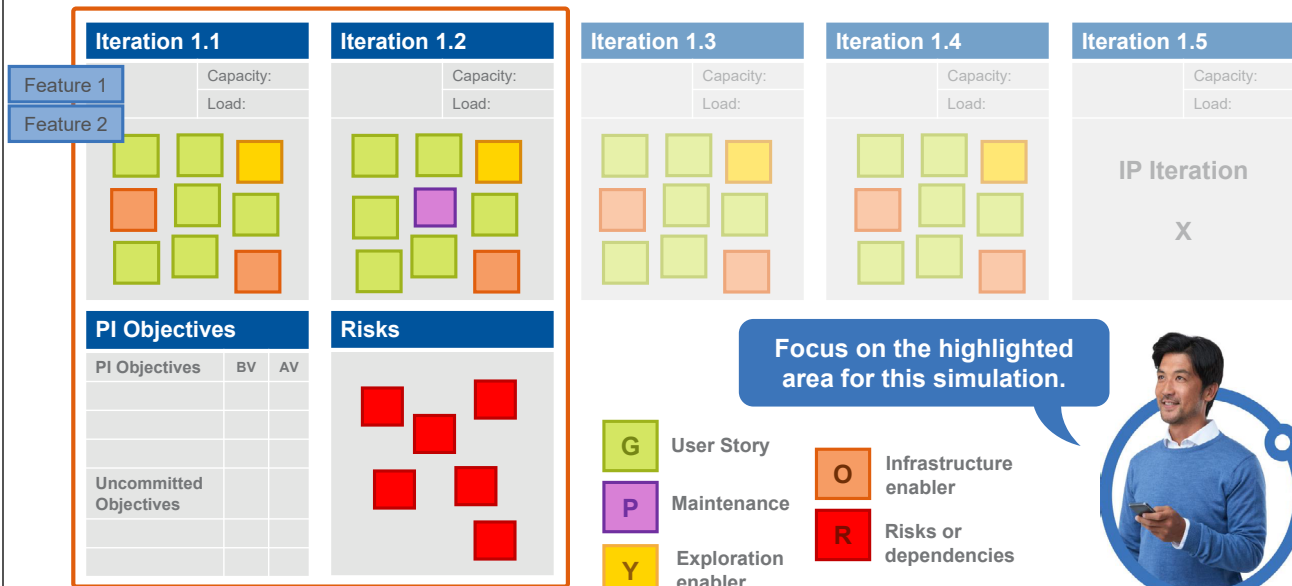 Iteration 1.1
Iteration 1.2
Iteration 1.3
Iteration 1.4
Iteration 1.5
Feature 1
Feature 2
Capacity:
Load:
Capacity:
Load:
Capacity:
Load:
Capacity:
Load:
Capacity:
Load:
IP Iteration
X
PI Objectives
PI Objectives BV AV
Uncommitted
Objectives
Risks
Focus on the highlighted
area for this simulation.
G User Story
P Maintenance
Y Exploration
enabler
O Infrastructure
enabler
R Risks or
dependencies